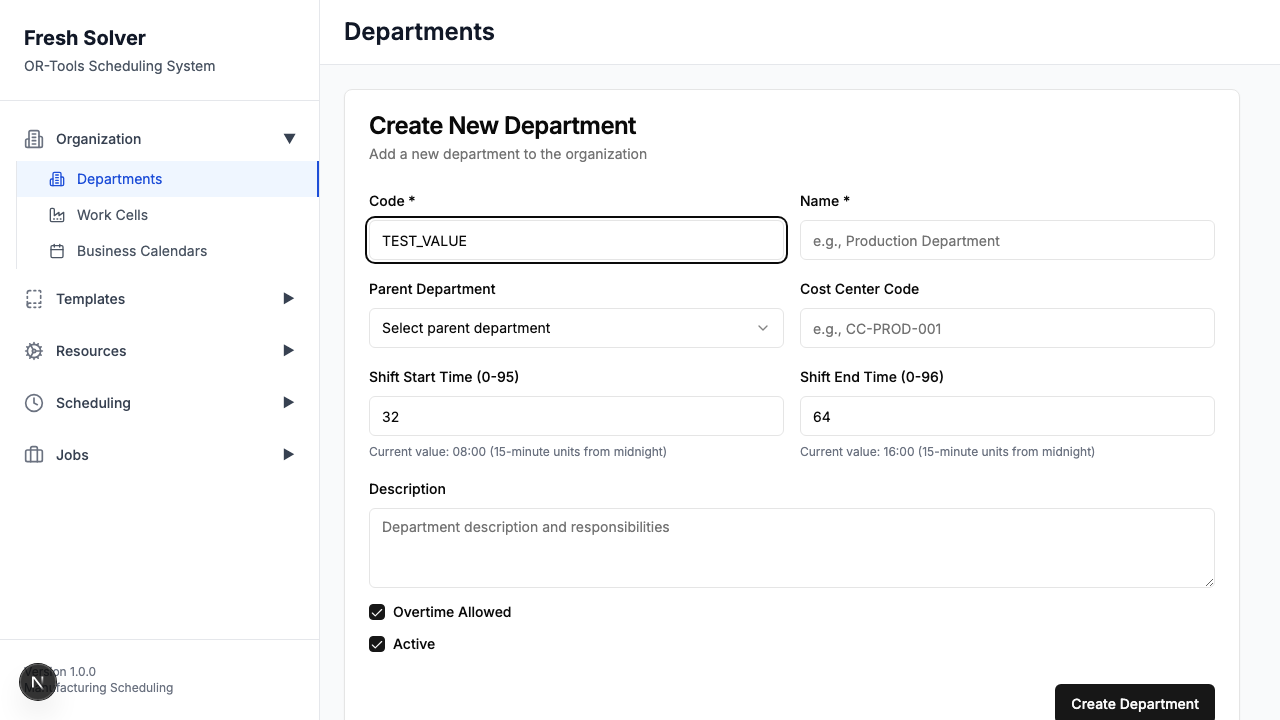 Fresh Solver
OR-Tools Scheduling System
Organization
Departments
Work Cells
Business Calendars
Templates
Resources
Scheduling
Jobs
Version 1.0.0
Manufacturing Scheduling
N
Departments
Create New Department
Add a new department to the organization
Code *
TEST_VALUE
Name *
e.g., Production Department
Parent Department
Select parent department
Cost Center Code
e.g., CC-PROD-001
Shift Start Time (0-95)
32
Current value: 08:00 (15-minute units from midnight)
Shift End Time (0-96)
64
Current value: 16:00 (15-minute units from midnight)
Description
Department description and responsibilities
Overtime Allowed
Active
Create Department